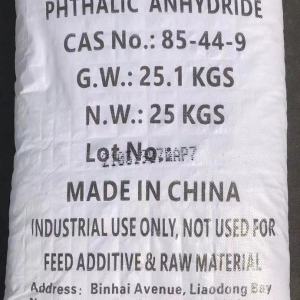 PHTHALIC ANHYDRIDE
CAS No.: 85-44-9
G.W.: 25.1 KGS
N.W.: 25 KGS
Lot No.:
MADE IN CHINA
INDUSTRIAL USE ONLY, NOT USED FOR
FEED ADDITIVE & RAW MATERIAL
Address: Binhai Avenue, Liaodong Bay